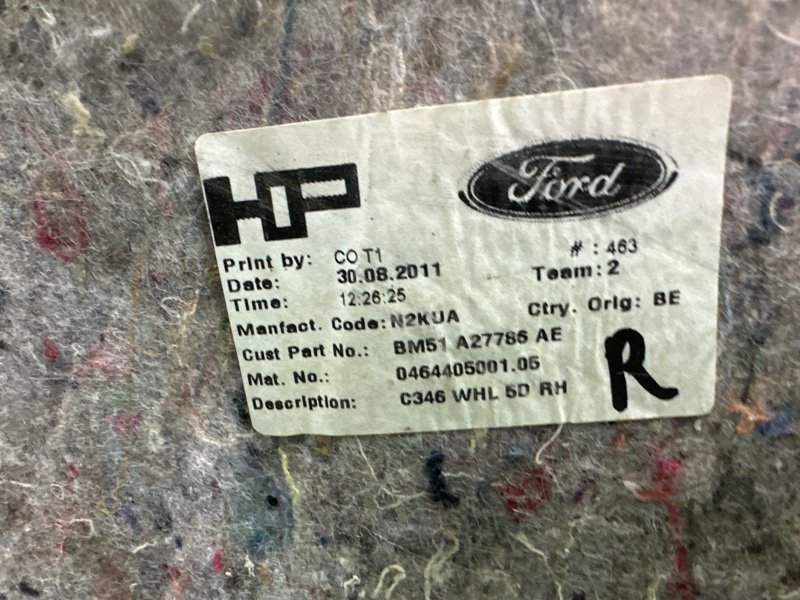 HP
Ford
Print by: CO T1
# : 463
Date: 30.08.2011
Team: 2
Time: 12:26:25
Manfact. Code: N2KUA
Ctry. Orig: BE
Cust Part No.: BM51 A27785 AE
Mat. No.: 0464405001.05
Description: C346 WHL 5D RH
R